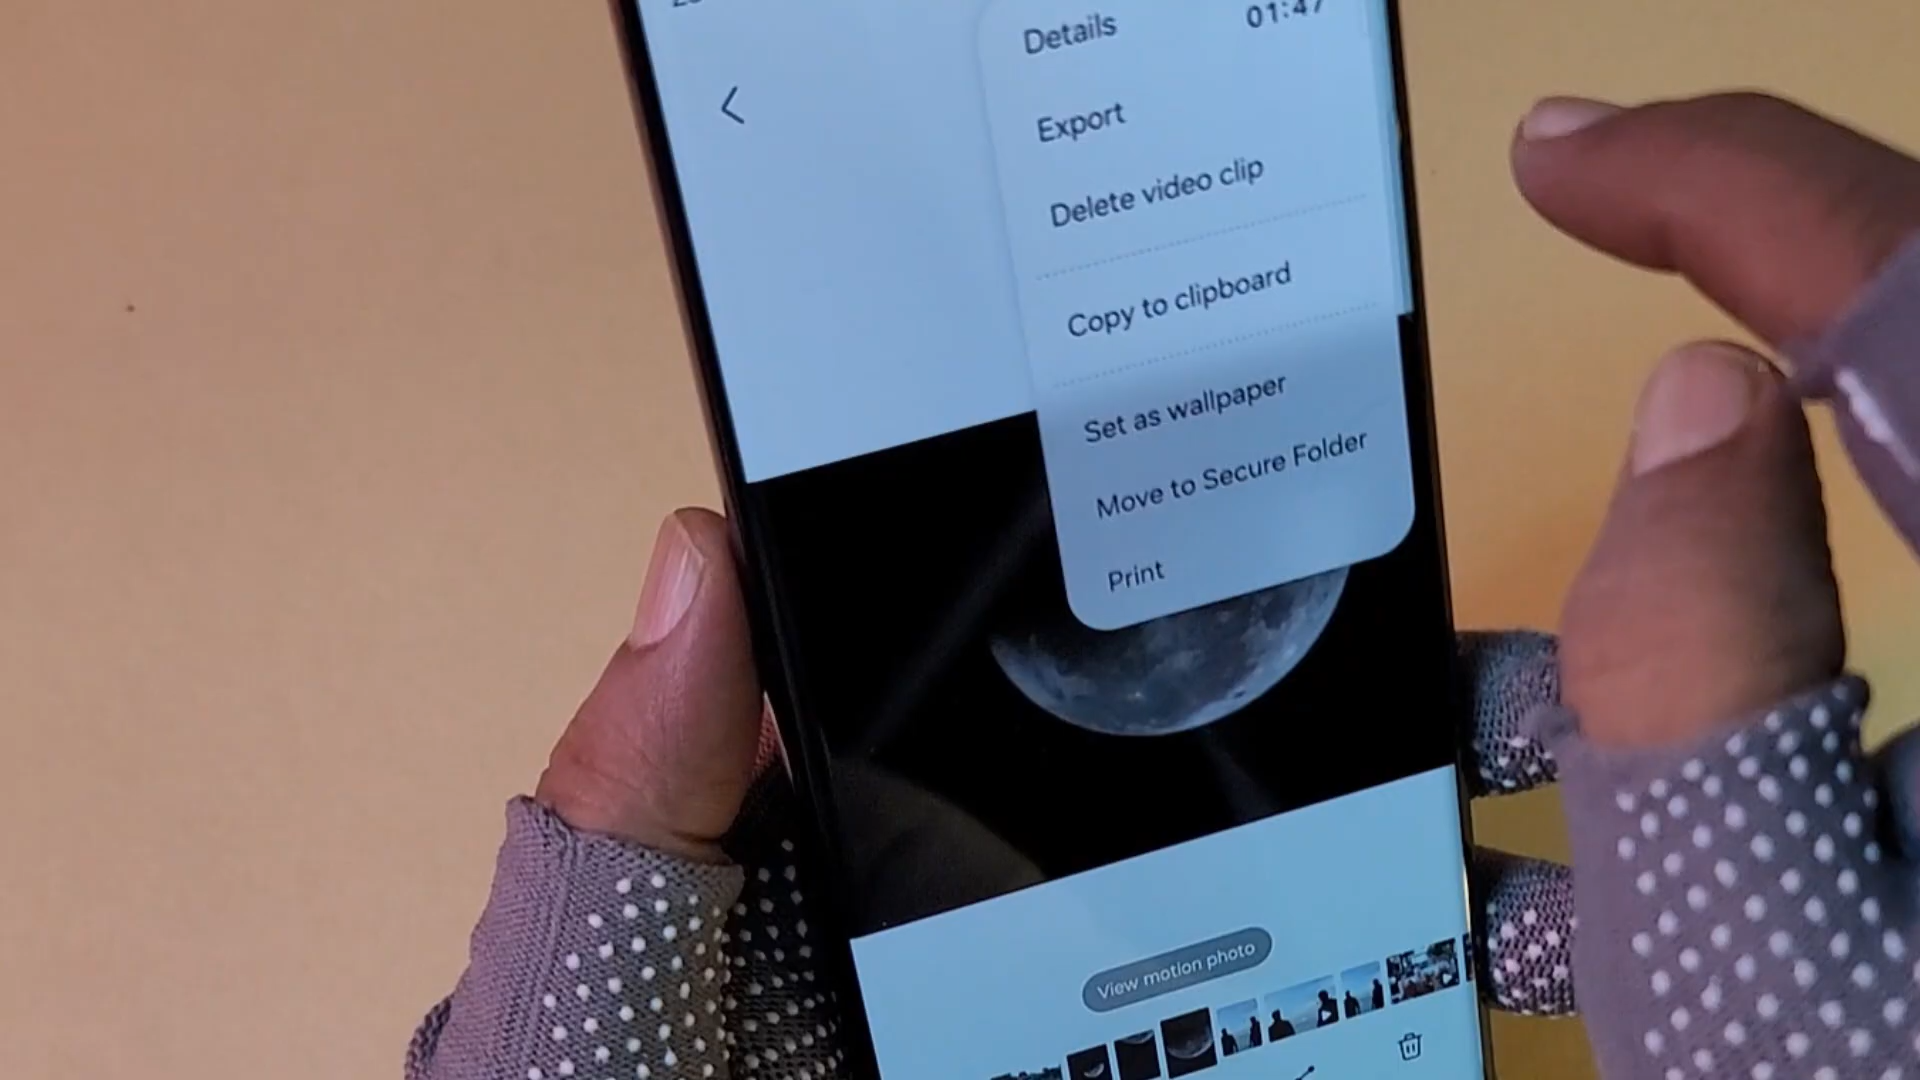 Details
01:47
Export
Delete video clip
Copy to clipboard
Set as wallpaper
Move to Secure Folder
Print
View motion photo